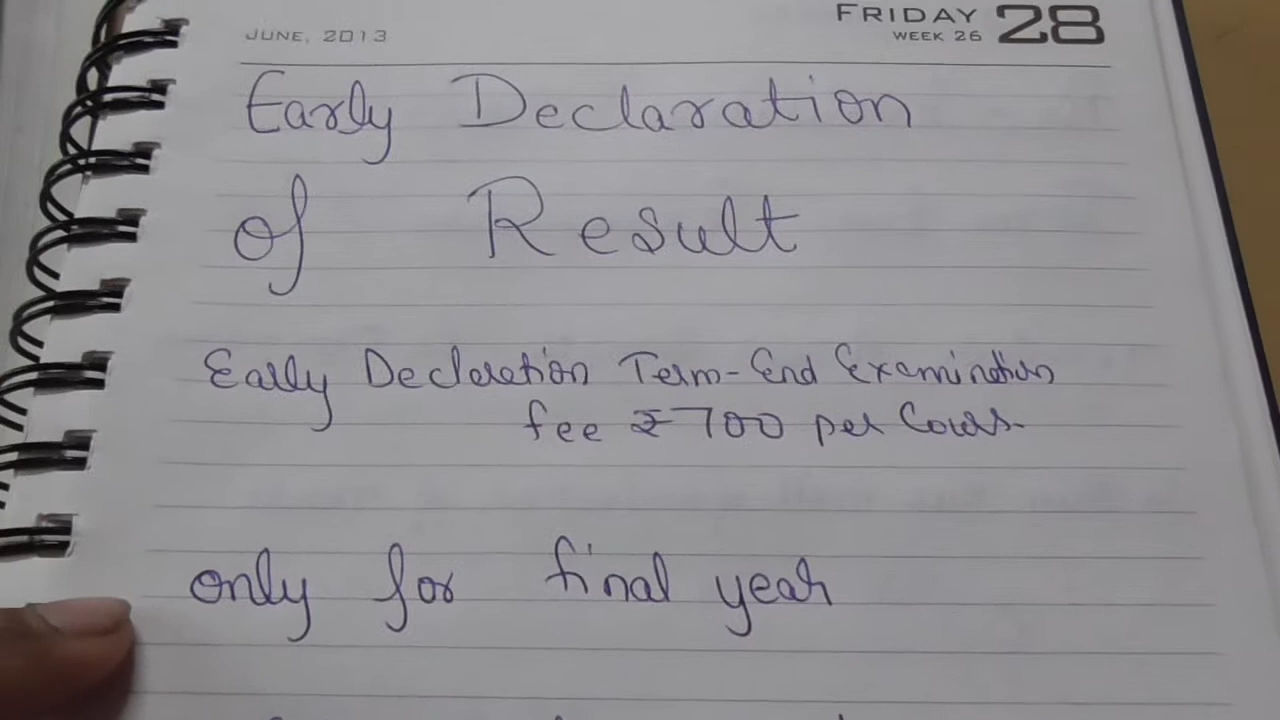 JUNE, 2013
FRIDAY 28
WEEK 26
Early Declaration
of Result
Early Declaration Term-End Examination
fee ₹700 per Cours.
only for final year